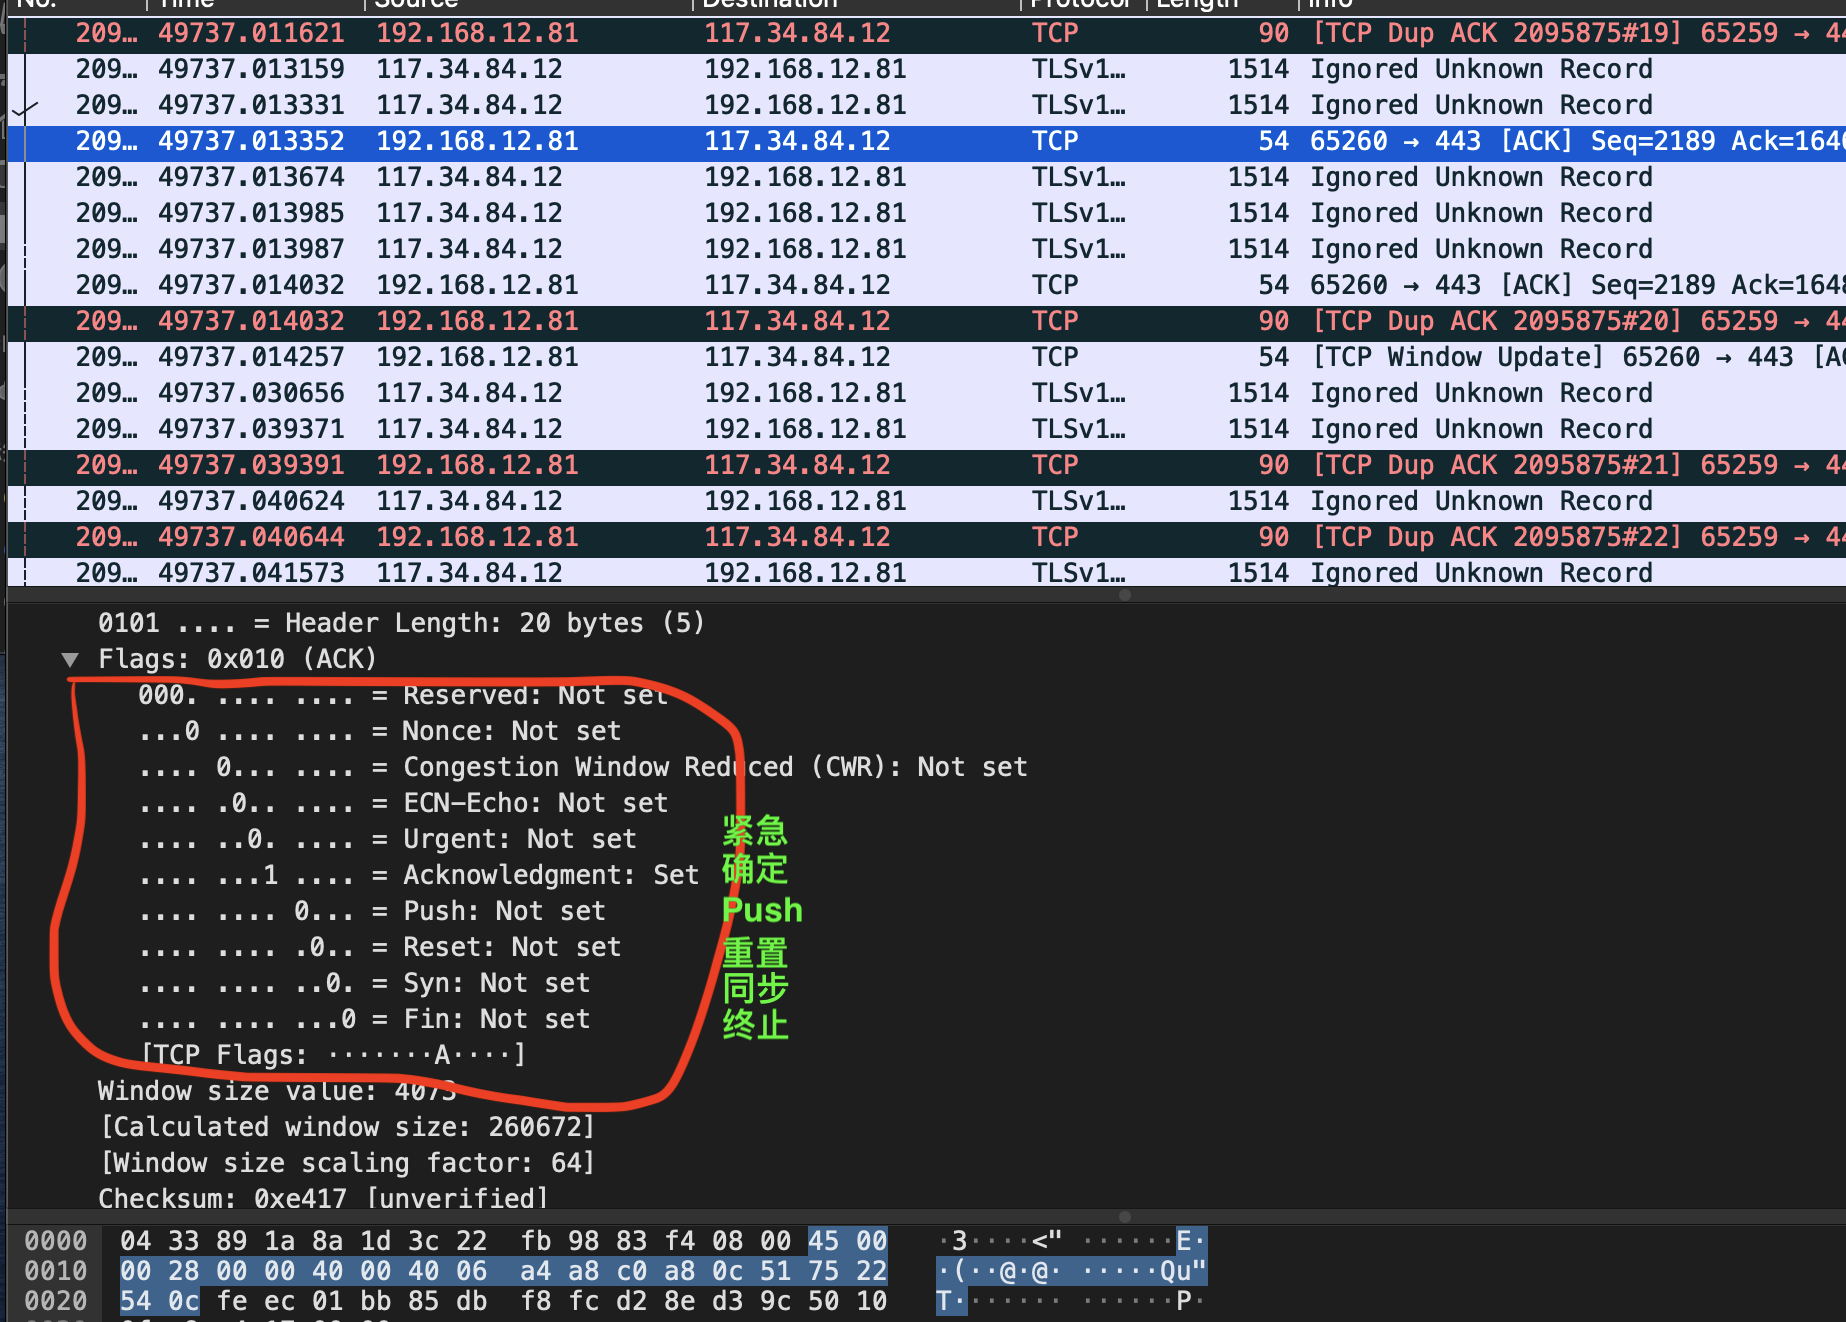 No. Time Source Destination Protocol Length Info
209… 49737.011621 192.168.12.81 117.34.84.12 TCP 90 [TCP Dup ACK 2095875#19] 65259 → 44
209… 49737.013159 117.34.84.12 192.168.12.81 TLSv1… 1514 Ignored Unknown Record
209… 49737.013331 117.34.84.12 192.168.12.81 TLSv1… 1514 Ignored Unknown Record
209… 49737.013352 192.168.12.81 117.34.84.12 TCP 54 65260 → 443 [ACK] Seq=2189 Ack=1646
209… 49737.013674 117.34.84.12 192.168.12.81 TLSv1… 1514 Ignored Unknown Record
209… 49737.013985 117.34.84.12 192.168.12.81 TLSv1… 1514 Ignored Unknown Record
209… 49737.013987 117.34.84.12 192.168.12.81 TLSv1… 1514 Ignored Unknown Record
209… 49737.014032 192.168.12.81 117.34.84.12 TCP 54 65260 → 443 [ACK] Seq=2189 Ack=1648
209… 49737.014032 192.168.12.81 117.34.84.12 TCP 90 [TCP Dup ACK 2095875#20] 65259 → 44
209… 49737.014257 192.168.12.81 117.34.84.12 TCP 54 [TCP Window Update] 65260 → 443 [AC
209… 49737.030656 117.34.84.12 192.168.12.81 TLSv1… 1514 Ignored Unknown Record
209… 49737.039371 117.34.84.12 192.168.12.81 TLSv1… 1514 Ignored Unknown Record
209… 49737.039391 192.168.12.81 117.34.84.12 TCP 90 [TCP Dup ACK 2095875#21] 65259 → 44
209… 49737.040624 117.34.84.12 192.168.12.81 TLSv1… 1514 Ignored Unknown Record
209… 49737.040644 192.168.12.81 117.34.84.12 TCP 90 [TCP Dup ACK 2095875#22] 65259 → 44
209… 49737.041573 117.34.84.12 192.168.12.81 TLSv1… 1514 Ignored Unknown Record
0101 .... = Header Length: 20 bytes (5)
Flags: 0x010 (ACK)
000. .... .... = Reserved: Not set
...0 .... .... = Nonce: Not set
.... 0... .... = Congestion Window Reduced (CWR): Not set
.... .0.. .... = ECN-Echo: Not set
.... ..0. .... = Urgent: Not set 紧急
.... ...1 .... = Acknowledgment: Set 确定
.... .... 0... = Push: Not set Push
.... .... .0.. = Reset: Not set 重置
.... .... ..0. = Syn: Not set 同步
.... .... ...0 = Fin: Not set 终止
[TCP Flags: ·······A····]
Window size value: 4073
[Calculated window size: 260672]
[Window size scaling factor: 64]
Checksum: 0xe417 [unverified]
0000 04 33 89 1a 8a 1d 3c 22 fb 98 83 f4 08 00 45 00 ·3····<" ······E·
0010 00 28 00 00 40 00 40 06 a4 a8 c0 a8 0c 51 75 22 ·(··@·@· ·····Qu"
0020 54 0c fe ec 01 bb 85 db f8 fc d2 8e d3 9c 50 10 T······· ······P·